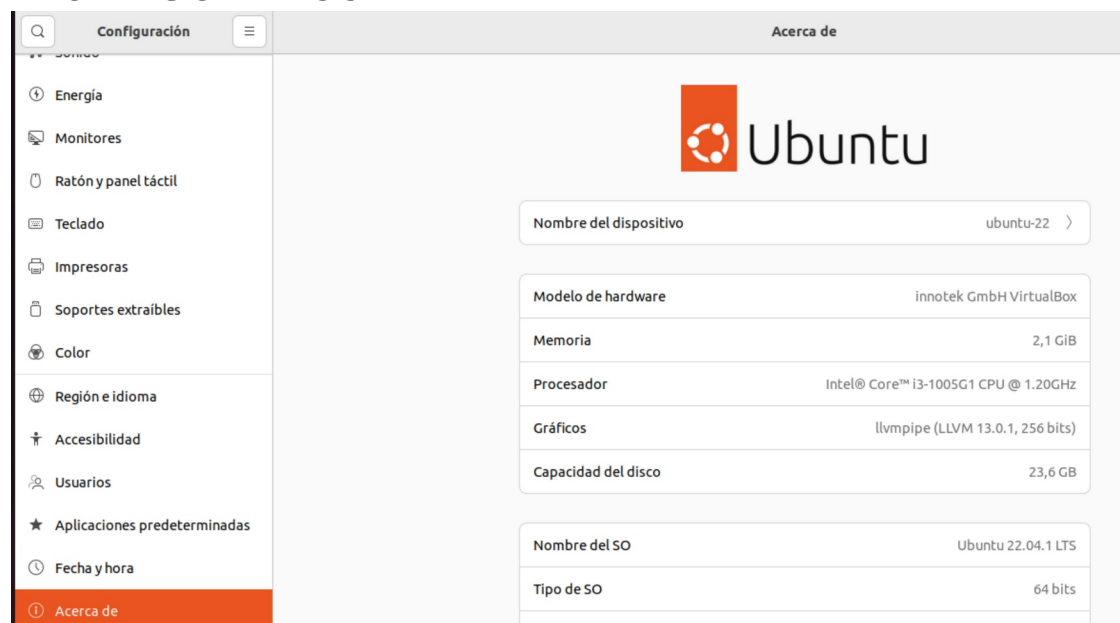 Configuración
Acerca de
Sonido
Energía
Monitores
Ratón y panel táctil
Teclado
Impresoras
Soportes extraíbles
Color
Región e idioma
Accesibilidad
Usuarios
Aplicaciones predeterminadas
Fecha y hora
Acerca de
Ubuntu
Nombre del dispositivo ubuntu-22
Modelo de hardware innotek GmbH VirtualBox
Memoria 2,1 GiB
Procesador Intel® Core™ i3-1005G1 CPU @ 1.20GHz
Gráficos llvmpipe (LLVM 13.0.1, 256 bits)
Capacidad del disco 23,6 GB
Nombre del SO Ubuntu 22.04.1 LTS
Tipo de SO 64 bits